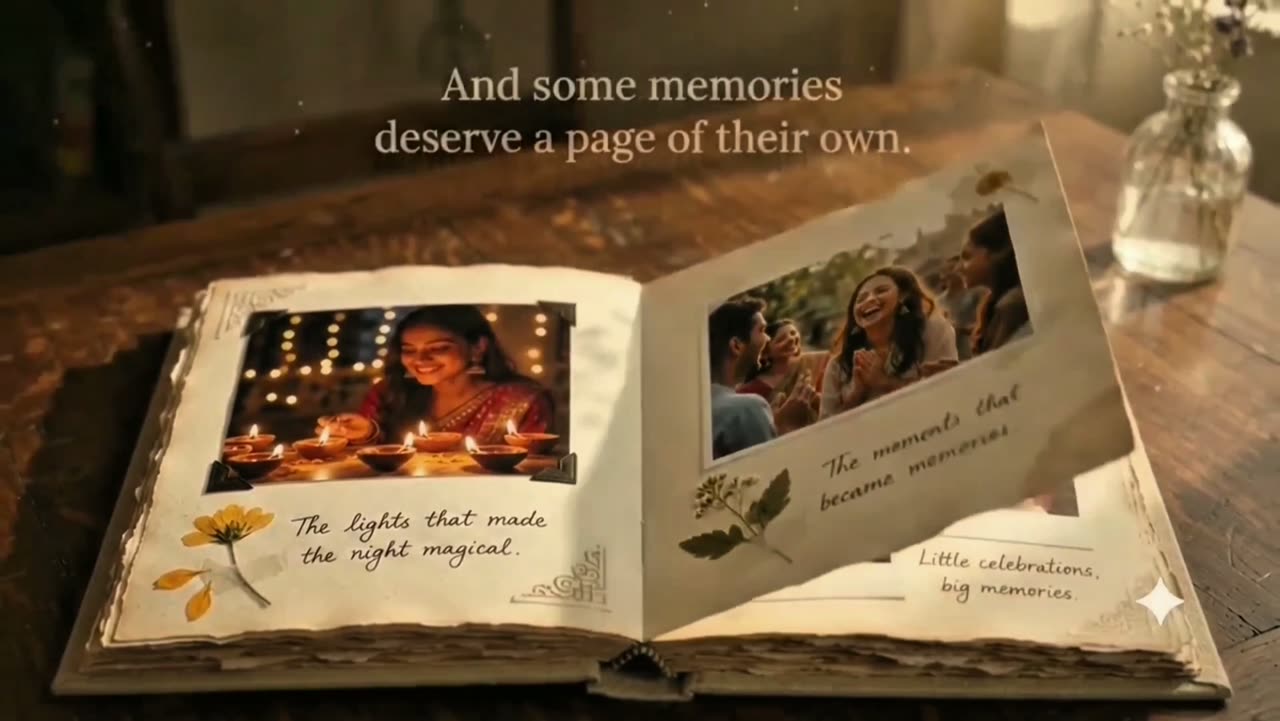 And some memories
deserve a page of their own.
The lights that made
the night magical.
The moments that
became memories
Little celebrations,
big memories.